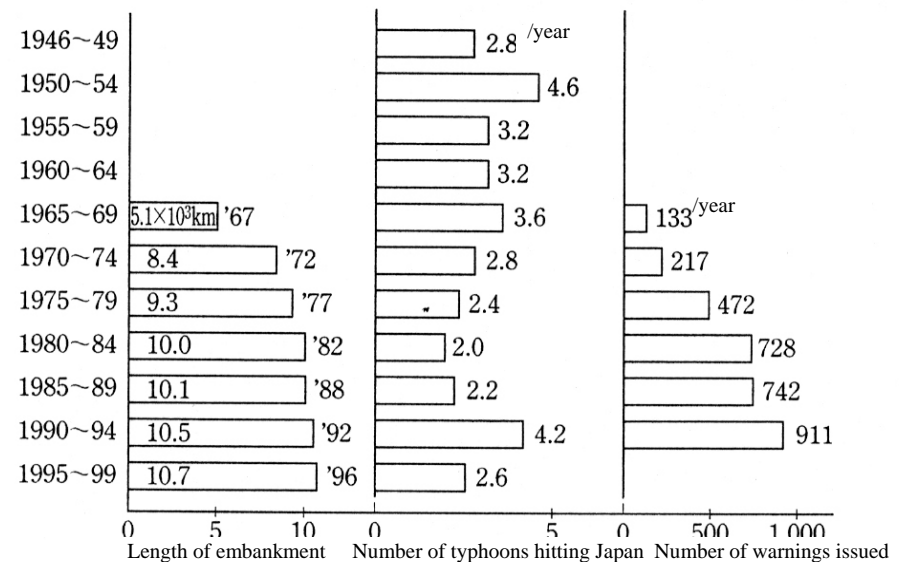 1946～49 2.8 /year
1950～54 4.6
1955～59 3.2
1960～64 3.2
1965～69 5.1×10³km '67 3.6 133/year
1970～74 8.4 '72 2.8 217
1975～79 9.3 '77 2.4 472
1980～84 10.0 '82 2.0 728
1985～89 10.1 '88 2.2 742
1990～94 10.5 '92 4.2 911
1995～99 10.7 '96 2.6
0 5 10 0 5 0 500 1 000
Length of embankment Number of typhoons hitting Japan Number of warnings issued